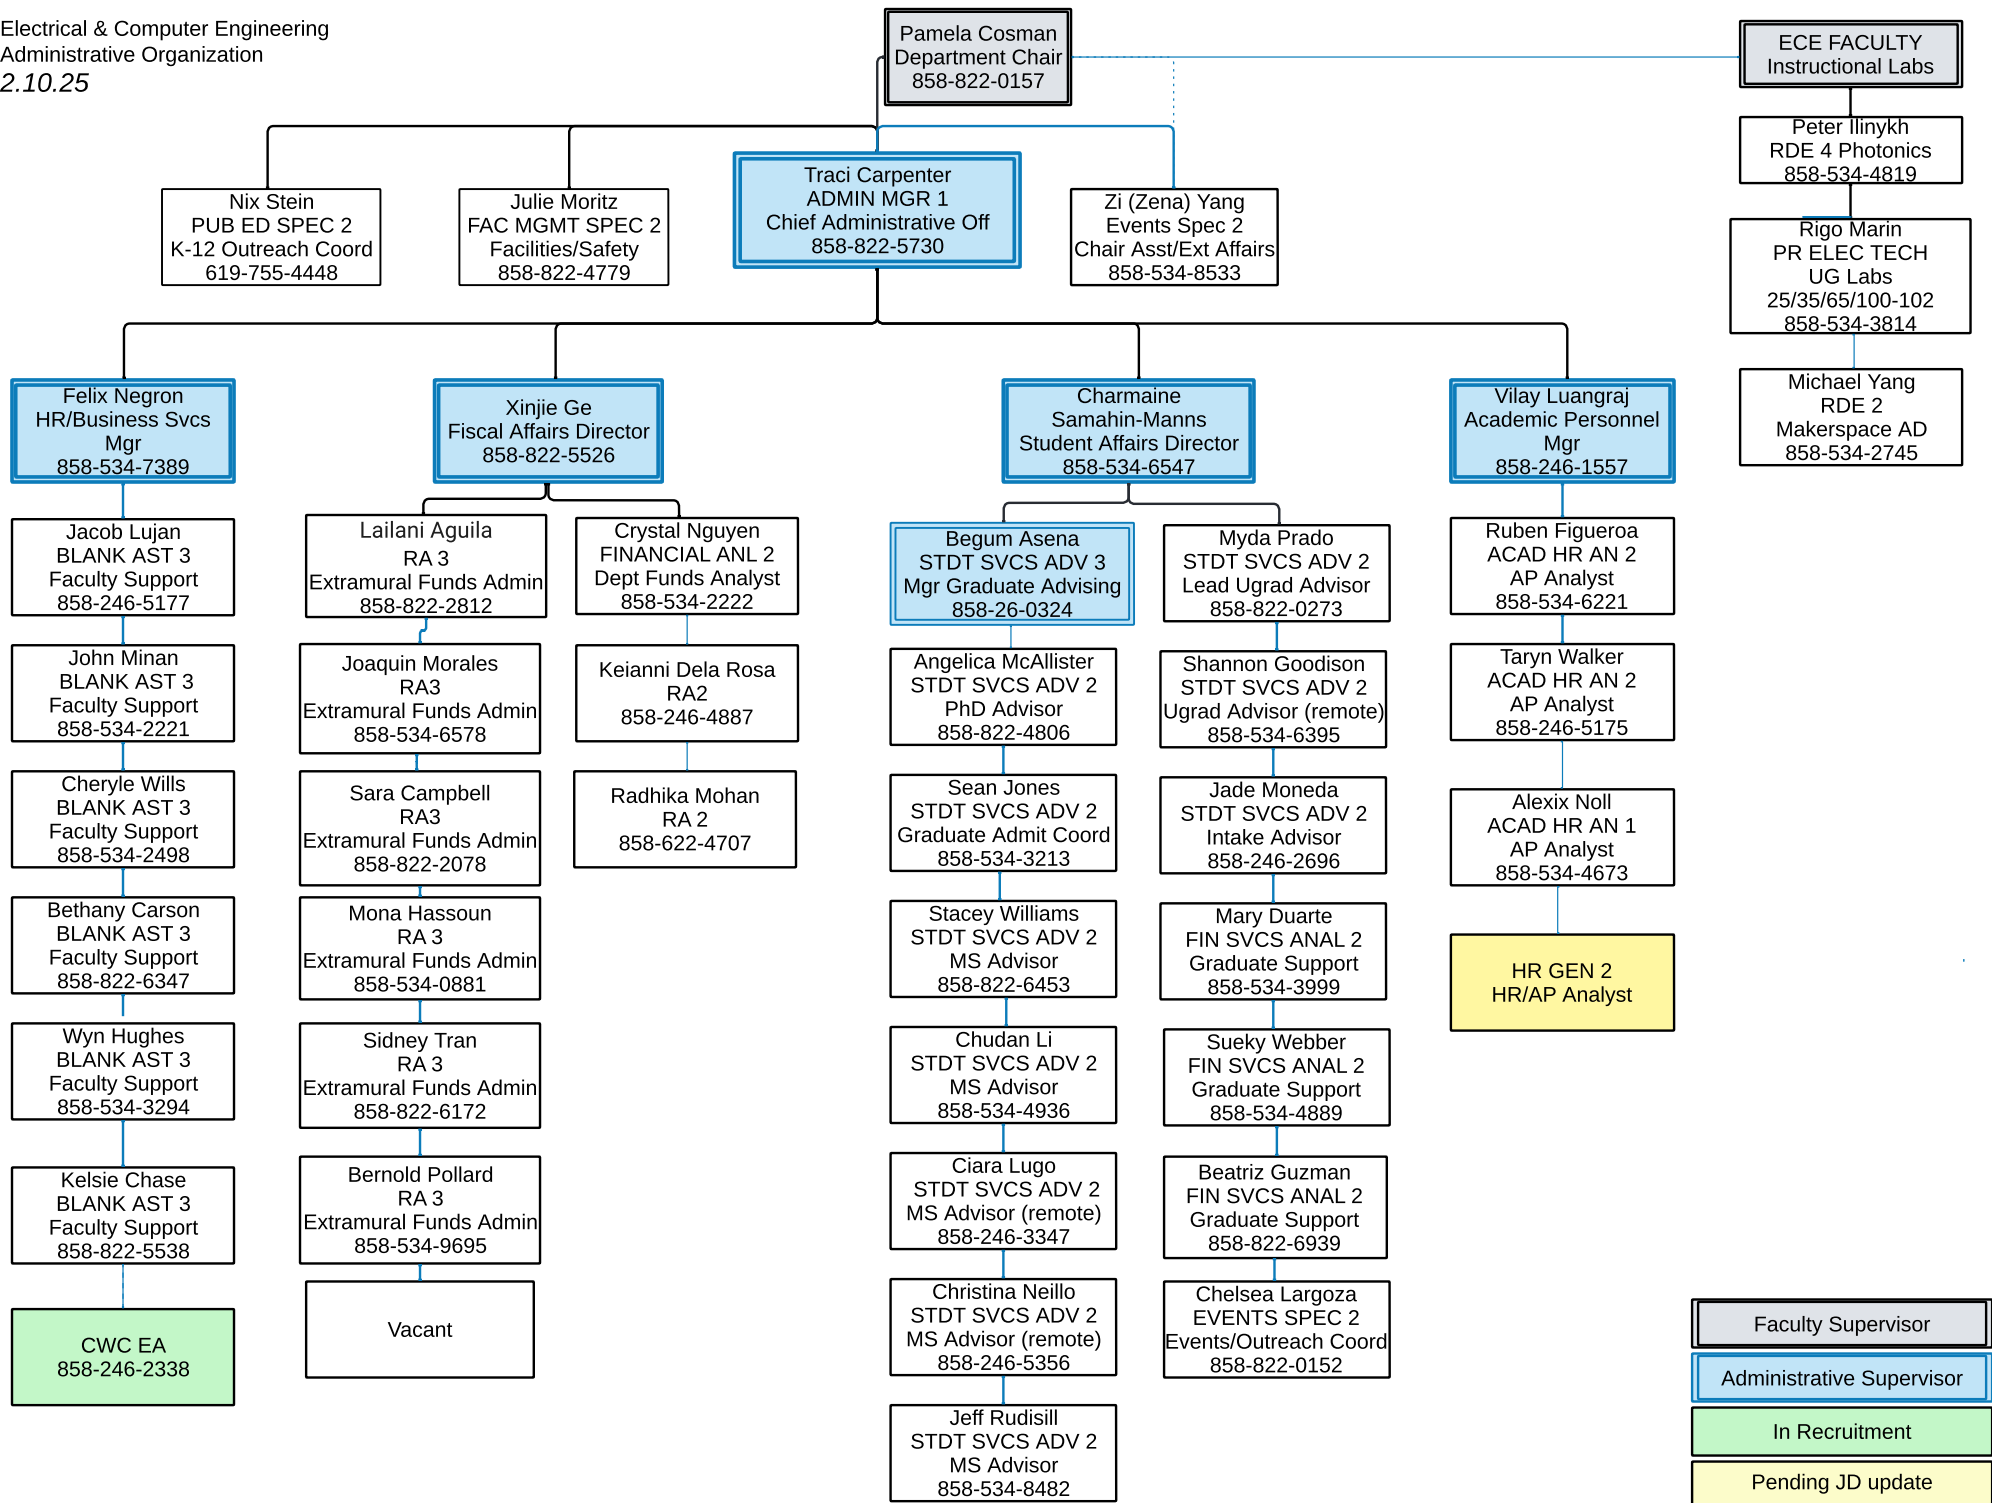 Electrical & Computer Engineering
Administrative Organization
2.10.25
Pamela Cosman
Department Chair
858-822-0157
ECE FACULTY
Instructional Labs
Peter Ilinykh
RDE 4 Photonics
858-534-4819
Rigo Marin
PR ELEC TECH
UG Labs
25/35/65/100-102
858-534-3814
Michael Yang
RDE 2
Makerspace AD
858-534-2745
Nix Stein
PUB ED SPEC 2
K-12 Outreach Coord
619-755-4448
Julie Moritz
FAC MGMT SPEC 2
Facilities/Safety
858-822-4779
Traci Carpenter
ADMIN MGR 1
Chief Administrative Off
858-822-5730
Zi (Zena) Yang
Events Spec 2
Chair Asst/Ext Affairs
858-534-8533
Felix Negron
HR/Business Svcs
Mgr
858-534-7389
Jacob Lujan
BLANK AST 3
Faculty Support
858-246-5177
John Minan
BLANK AST 3
Faculty Support
858-534-2221
Cheryle Wills
BLANK AST 3
Faculty Support
858-534-2498
Bethany Carson
BLANK AST 3
Faculty Support
858-822-6347
Wyn Hughes
BLANK AST 3
Faculty Support
858-534-3294
Kelsie Chase
BLANK AST 3
Faculty Support
858-822-5538
CWC EA
858-246-2338
Xinjie Ge
Fiscal Affairs Director
858-822-5526
Lailani Aguila
RA 3
Extramural Funds Admin
858-822-2812
Joaquin Morales
RA3
Extramural Funds Admin
858-534-6578
Sara Campbell
RA3
Extramural Funds Admin
858-822-2078
Mona Hassoun
RA 3
Extramural Funds Admin
858-534-0881
Sidney Tran
RA 3
Extramural Funds Admin
858-822-6172
Bernold Pollard
RA 3
Extramural Funds Admin
858-534-9695
Vacant
Crystal Nguyen
FINANCIAL ANL 2
Dept Funds Analyst
858-534-2222
Keianni Dela Rosa
RA2
858-246-4887
Radhika Mohan
RA 2
858-622-4707
Charmaine
Samahin-Manns
Student Affairs Director
858-534-6547
Begum Asena
STDT SVCS ADV 3
Mgr Graduate Advising
858-26-0324
Angelica McAllister
STDT SVCS ADV 2
PhD Advisor
858-822-4806
Sean Jones
STDT SVCS ADV 2
Graduate Admit Coord
858-534-3213
Stacey Williams
STDT SVCS ADV 2
MS Advisor
858-822-6453
Chudan Li
STDT SVCS ADV 2
MS Advisor
858-534-4936
Ciara Lugo
STDT SVCS ADV 2
MS Advisor (remote)
858-246-3347
Christina Neillo
STDT SVCS ADV 2
MS Advisor (remote)
858-246-5356
Jeff Rudisill
STDT SVCS ADV 2
MS Advisor
858-534-8482
Myda Prado
STDT SVCS ADV 2
Lead Ugrad Advisor
858-822-0273
Shannon Goodison
STDT SVCS ADV 2
Ugrad Advisor (remote)
858-534-6395
Jade Moneda
STDT SVCS ADV 2
Intake Advisor
858-246-2696
Mary Duarte
FIN SVCS ANAL 2
Graduate Support
858-534-3999
Sueky Webber
FIN SVCS ANAL 2
Graduate Support
858-534-4889
Beatriz Guzman
FIN SVCS ANAL 2
Graduate Support
858-822-6939
Chelsea Largoza
EVENTS SPEC 2
Events/Outreach Coord
858-822-0152
Vilay Luangraj
Academic Personnel
Mgr
858-246-1557
Ruben Figueroa
ACAD HR AN 2
AP Analyst
858-534-6221
Taryn Walker
ACAD HR AN 2
AP Analyst
858-246-5175
Alexix Noll
ACAD HR AN 1
AP Analyst
858-534-4673
HR GEN 2
HR/AP Analyst
Faculty Supervisor
Administrative Supervisor
In Recruitment
Pending JD update